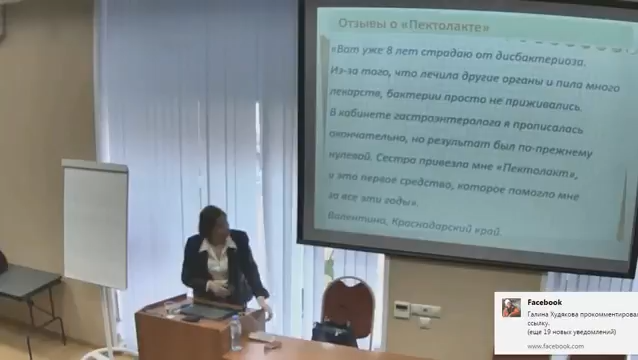 Отзывы о «Пектолакте»
«Вот уже 8 лет страдаю от дисбактериоза.
Из-за того, что лечила другие органы и пила много
лекарств, бактерии просто не приживались.
В кабинете гастроэнтеролога я прописалась
окончательно, но результат был по-прежнему
нулевой. Сестра привезла мне «Пектолакт»,
и это первое средство, которое помогло мне
за все эти годы».
Валентина, Краснодарский край.
Facebook
Галина Худякова прокомментировал
ссылку.
(еще 19 новых уведомлений)
www.facebook.com